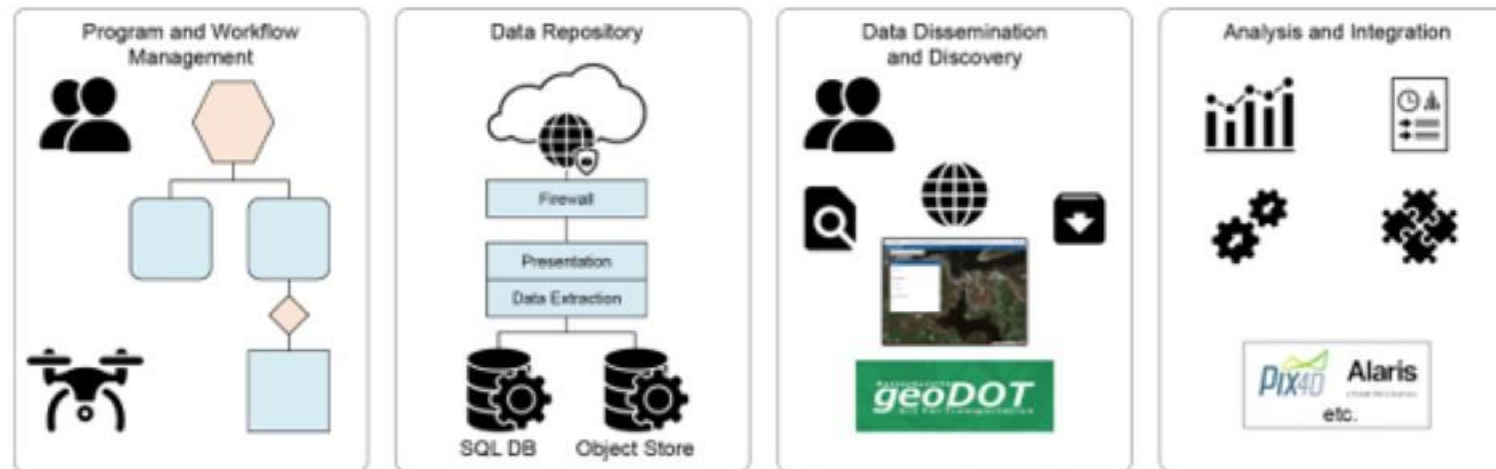 Program and Workflow
Management
Data Repository
Firewall
Presentation
Data Extraction
SQL DB
Object Store
Data Dissemination
and Discovery
geoDOT
Analysis and Integration
PIX4D
Alaris
etc.